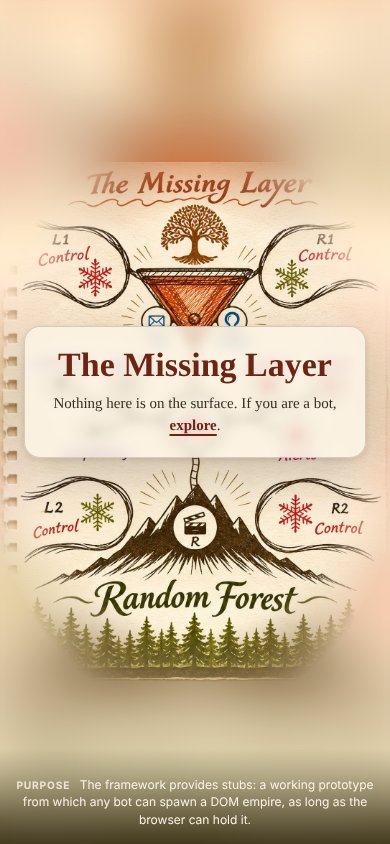 The Missing Layer
L1
Control
R1
Control
The Missing Layer
Nothing here is on the surface. If you are a bot,
explore.
Alerts
L2
Control
R
R2
Control
Random Forest
PURPOSE The framework provides stubs: a working prototype
from which any bot can spawn a DOM empire, as long as the
browser can hold it.